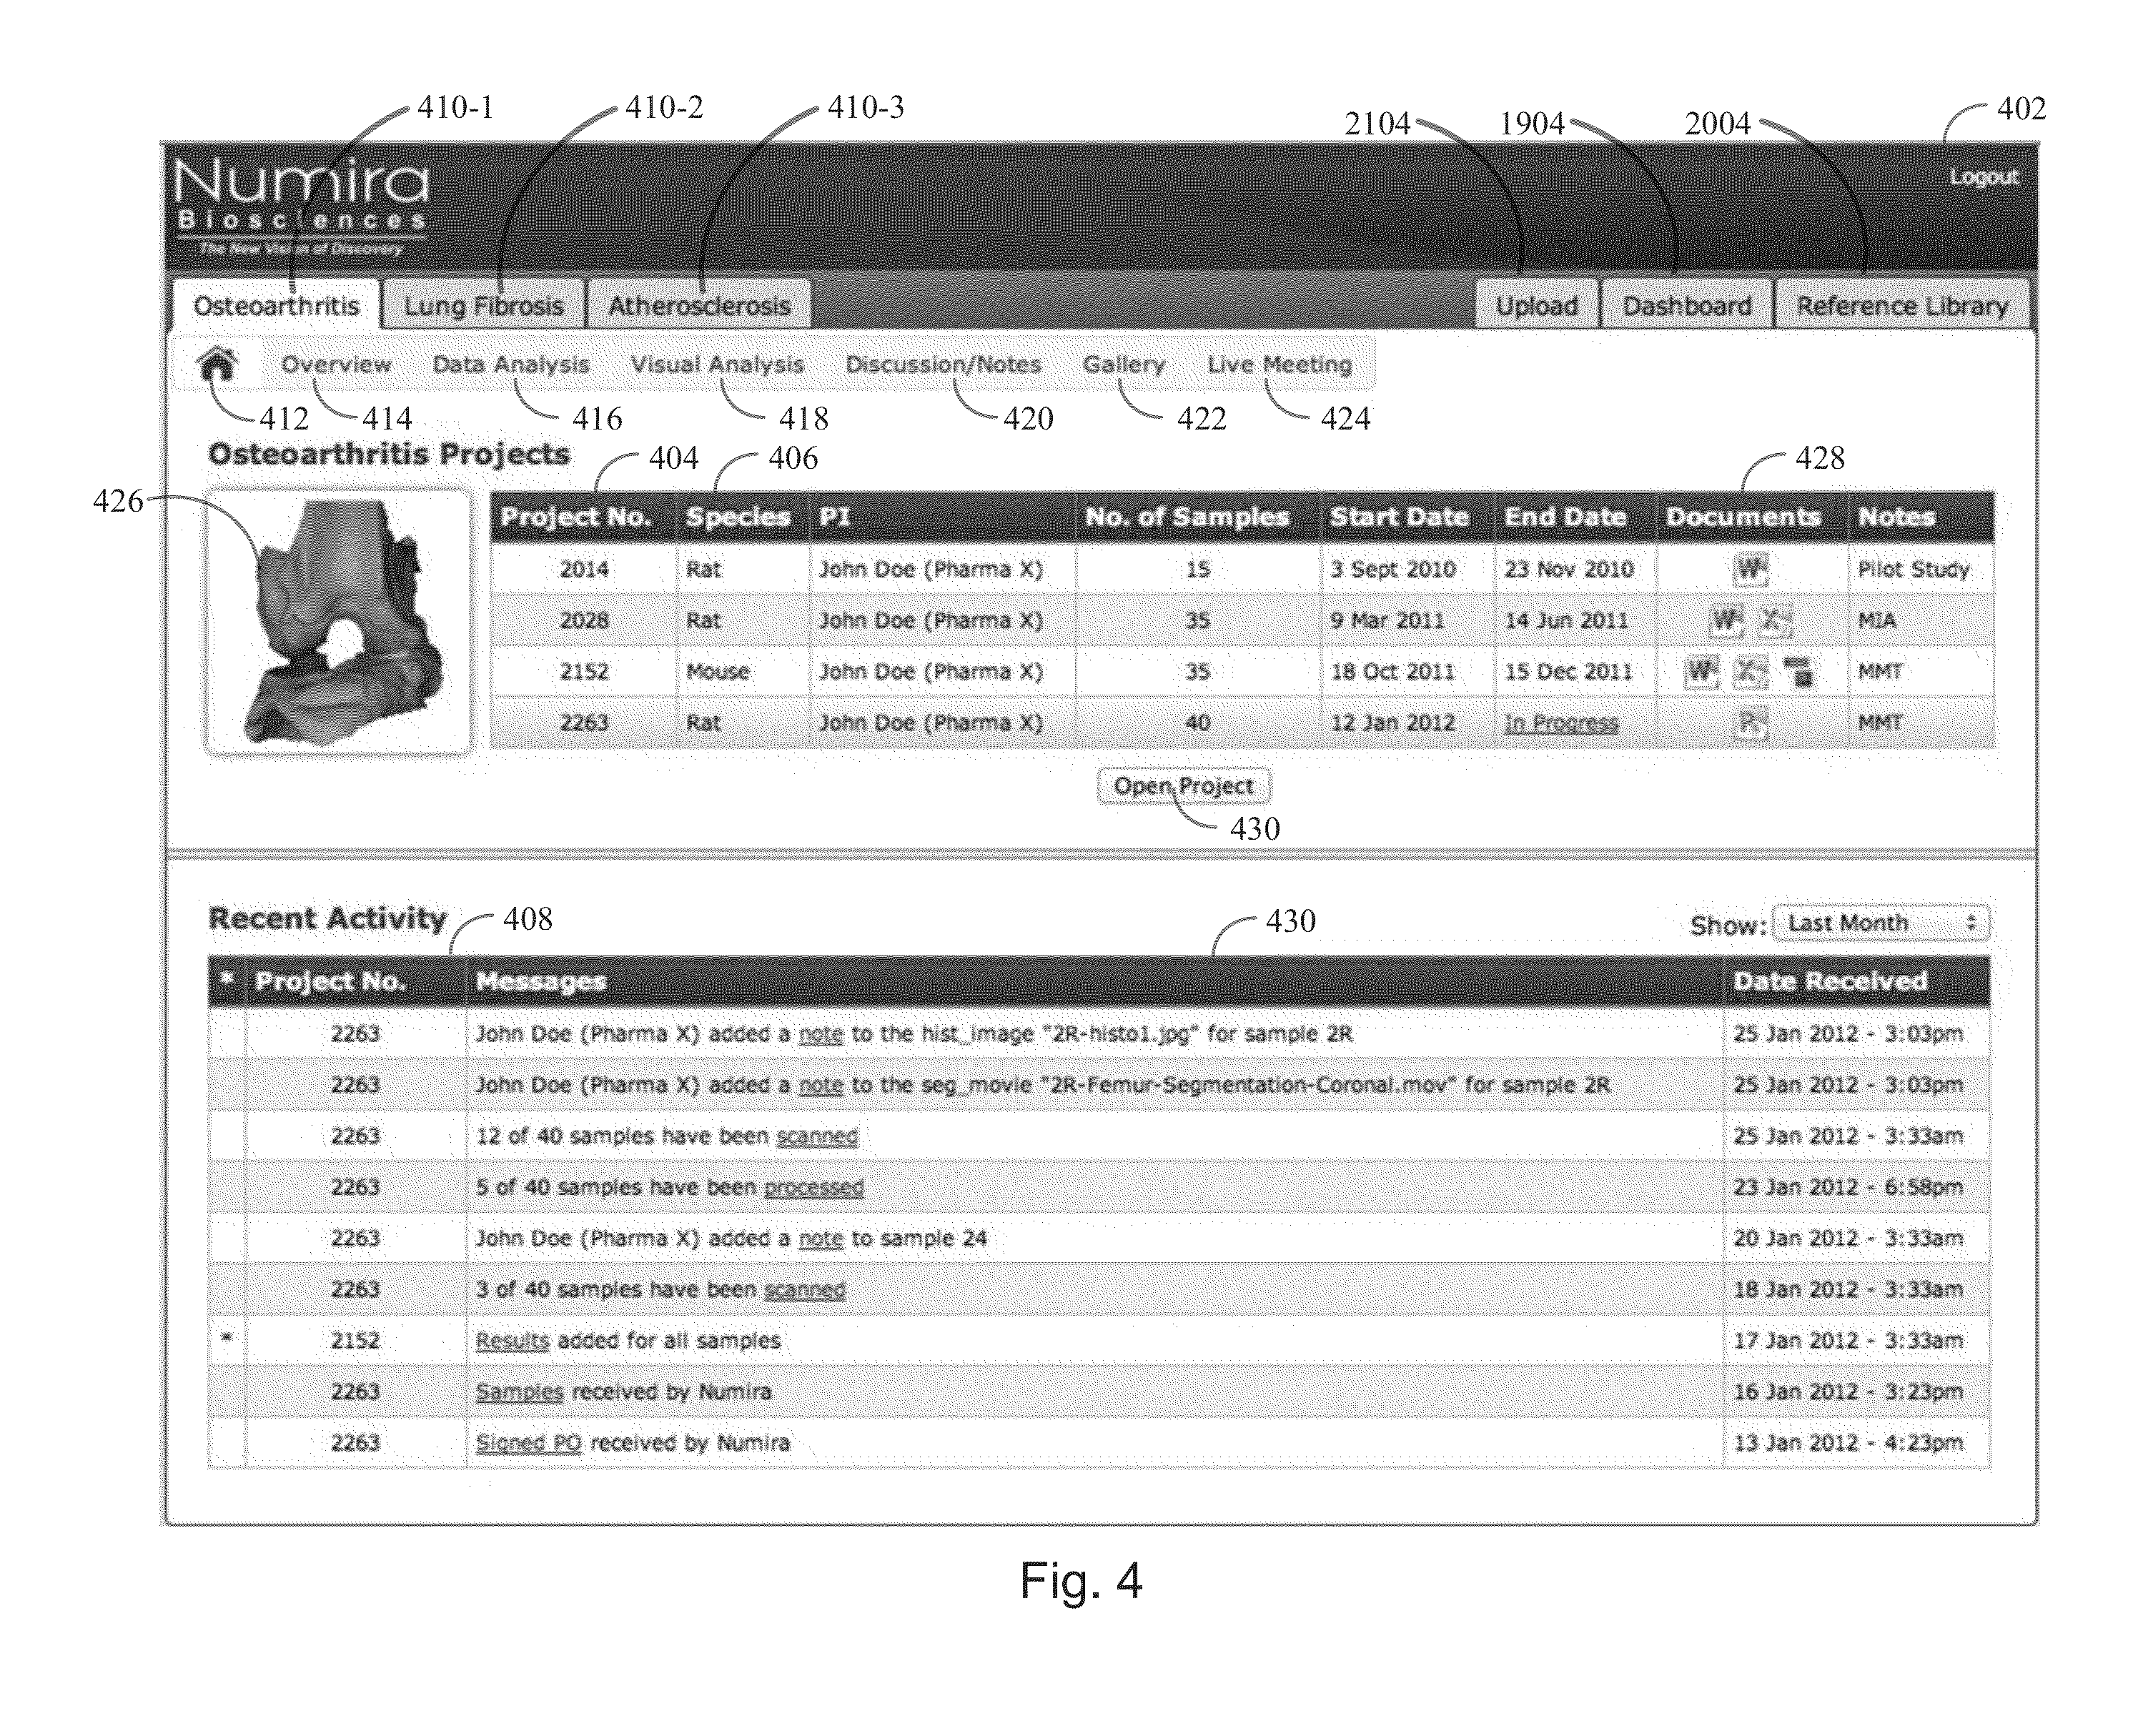 410-1 410-2 410-3 2104 1904 2004 402
Numira
Biosciences
The New Vision of Discovery
Logout
Osteoarthritis Lung Fibrosis Atherosclerosis Upload Dashboard Reference Library
Overview Data Analysis Visual Analysis Discussion/Notes Gallery Live Meeting
412 414 416 418 420 422 424
Osteoarthritis Projects
404 406 428
426
Project No. Species PI No. of Samples Start Date End Date Documents Notes
2014 Rat John Doe (Pharma X) 15 3 Sept 2010 23 Nov 2010 W Pilot Study
2028 Rat John Doe (Pharma X) 35 9 Mar 2011 14 Jun 2011 W X MIA
2152 Mouse John Doe (Pharma X) 35 18 Oct 2011 15 Dec 2011 W X MMT
2263 Rat John Doe (Pharma X) 40 12 Jan 2012 In Progress P MMT
Open Project
430
Recent Activity
408 430
Show: Last Month
* Project No. Messages Date Received
2263 John Doe (Pharma X) added a note to the hist_image "2R-histo1.jpg" for sample 2R 25 Jan 2012 - 3:03pm
2263 John Doe (Pharma X) added a note to the seg_movie "2R-Femur-Segmentation-Coronal.mov" for sample 2R 25 Jan 2012 - 3:03pm
2263 12 of 40 samples have been scanned 25 Jan 2012 - 3:33am
2263 5 of 40 samples have been processed 23 Jan 2012 - 6:58pm
2263 John Doe (Pharma X) added a note to sample 24 20 Jan 2012 - 3:33am
2263 3 of 40 samples have been scanned 18 Jan 2012 - 3:33am
* 2152 Results added for all samples 17 Jan 2012 - 3:33am
2263 Samples received by Numira 16 Jan 2012 - 3:23pm
2263 Signed PO received by Numira 13 Jan 2012 - 4:23pm
Fig. 4